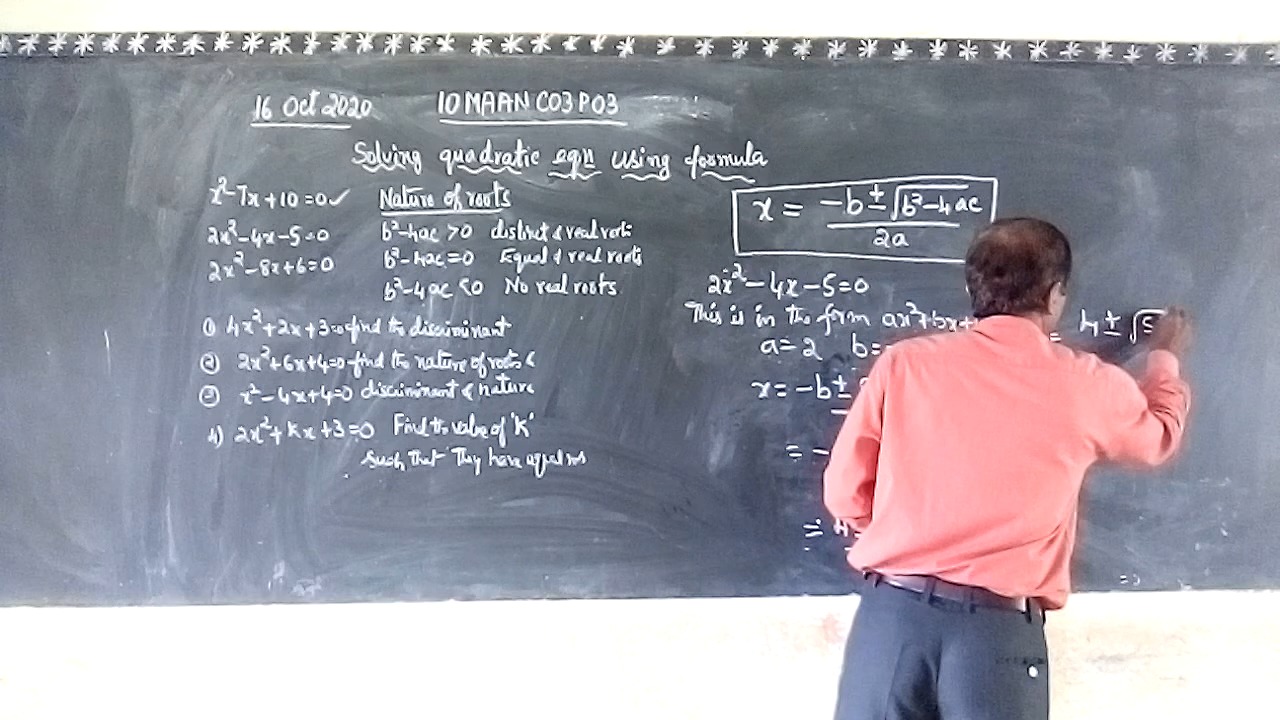 16 Oct 2020 10MAAN C03 P03
Solving quadratic eqn using formula
x²-7x+10=0✓
2x²-4x-5=0
2x²-8x+6=0
Nature of roots
b²-4ac >0 distinct & real roots
b²-4ac=0 Equal & real roots
b²-4ac <0 No real roots
1) 4x²+2x+3=0 find the discriminant
2) 2x²+6x+4=0 find the nature of roots &
3) x²-4x+4=0 discriminant & nature
4) 2x²+kx+3=0 Find the value of 'K'
such that they have equal
x = (-b±√(b²-4ac))/2a
2x²-4x-5=0
This is in the form ax²+bx+
a=2 b=
x= -b±
= -
=
= 4±√5